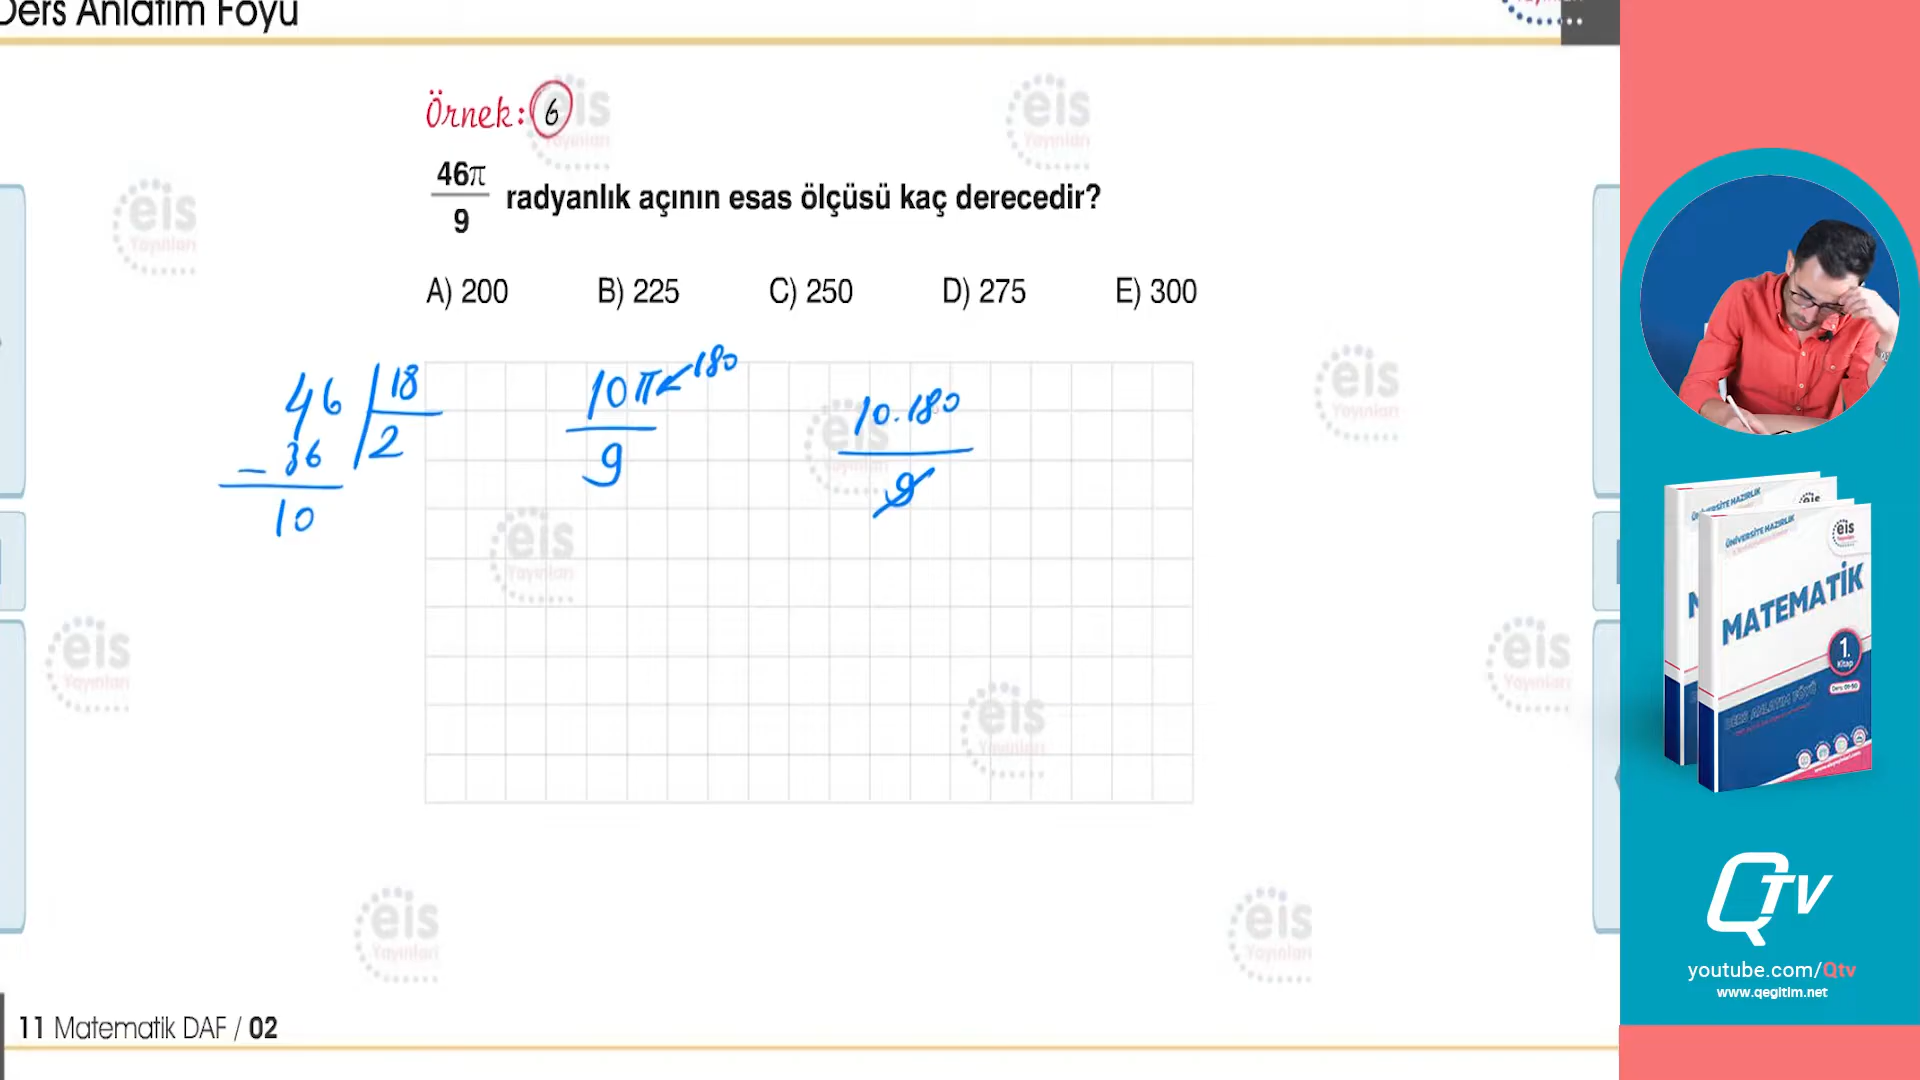 Ders Anlatım Föyü
Örnek: 6
46π
9
radyanlık açının esas ölçüsü kaç derecedir?
A) 200 B) 225 C) 250 D) 275 E) 300
46 18
- 36 2
10
10π 180
9
10.180
9
eis
Yayınları
ÜNİVERSİTE HAZIRLIK
MATEMATİK
1. Kitap
DERS ANLATIM FÖYÜ
QTV
youtube.com/Qtv
www.qegitim.net
11 Matematik DAF / 02